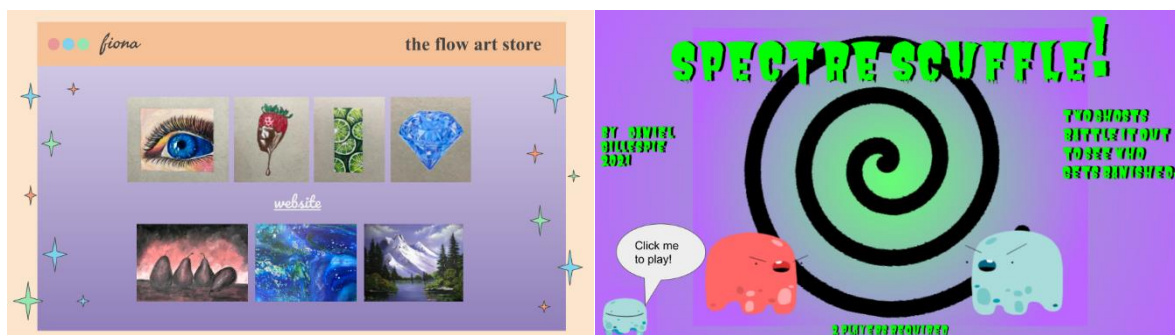 fiona
the flow art store
website
SPECTRE SCUFFLE!
BY DANIEL
GILLESPIE
2021
TWO GHOSTS
BATTLE IT OUT
TO SEE WHO
GETS BANISHED
Click me
to play!
2 PLAYERS REQUIRED